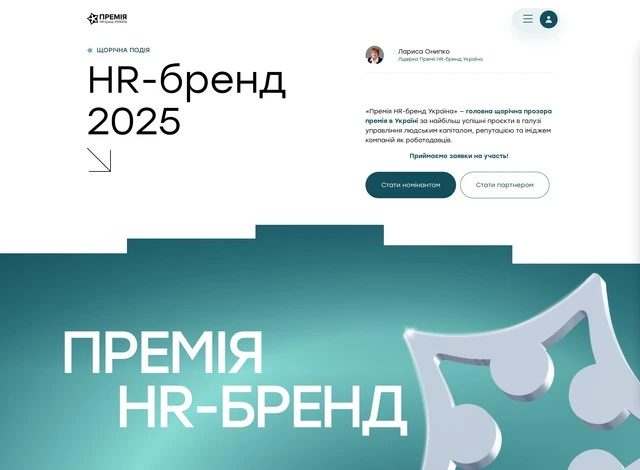 ПРЕМІЯ
HR-бренд УКРАЇНА
ЩОРІЧНА ПОДІЯ
HR-бренд
2025
Лариса Онипко
Лідерка Премії HR-бренд Україна
«Премія HR-бренд Україна» — головна щорічна прозора
премія в Україні за найбільш успішні проєкти в галузі
управління людським капіталом, репутацією та іміджем
компаній як роботодавців.
Приймаємо заявки на участь!
Стати номінантом
Стати партнером
ПРЕМІЯ
HR-БРЕНД